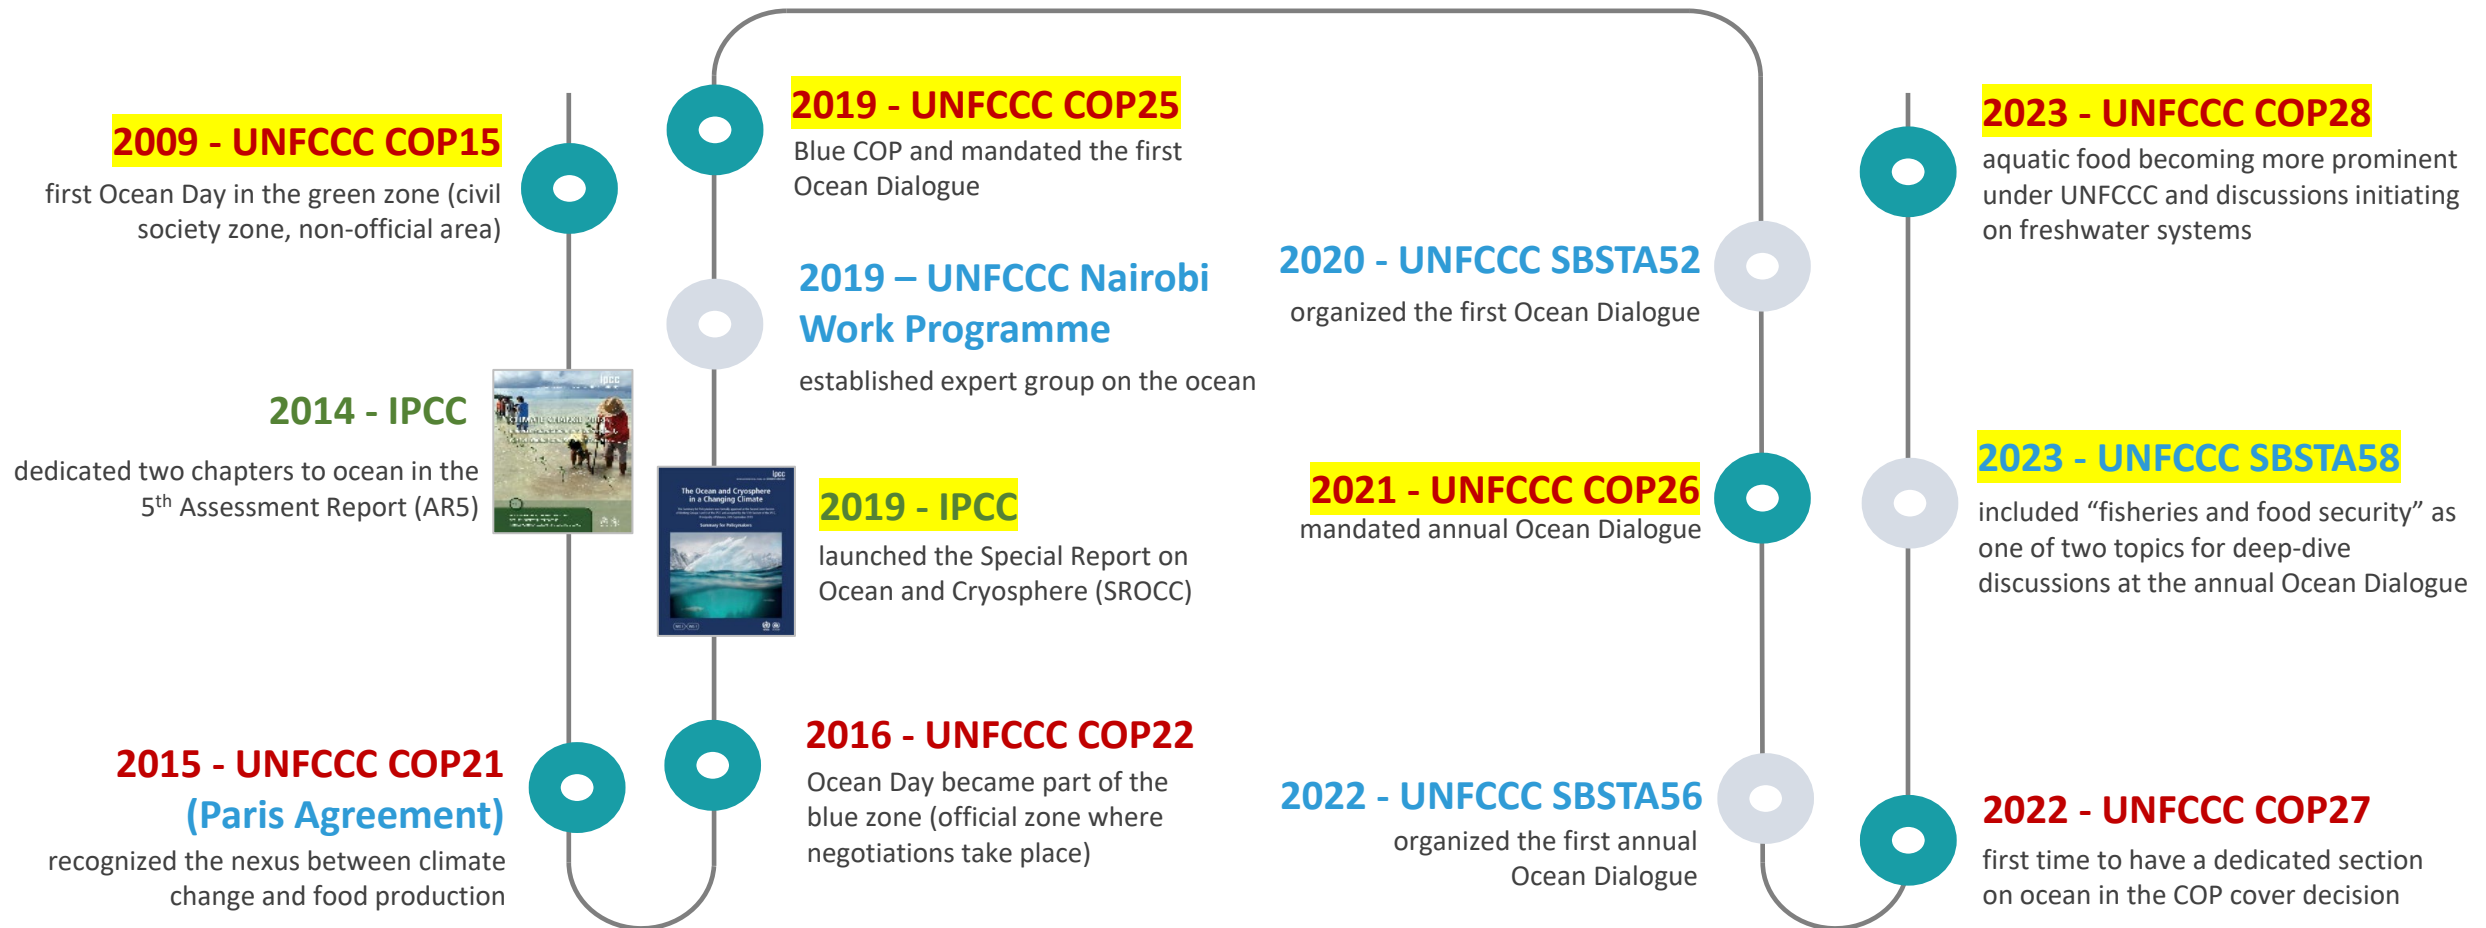 2009 - UNFCCC COP15
first Ocean Day in the green zone (civil
society zone, non-official area)
2014 - IPCC
dedicated two chapters to ocean in the
5th Assessment Report (AR5)
ipcc
CLIMATE CHANGE 2014
2015 - UNFCCC COP21
(Paris Agreement)
recognized the nexus between climate
change and food production
2016 - UNFCCC COP22
Ocean Day became part of the
blue zone (official zone where
negotiations take place)
2019 - IPCC
launched the Special Report on
Ocean and Cryosphere (SROCC)
ipcc
The Ocean and Cryosphere
in a Changing Climate
Summary for Policymakers
2019 – UNFCCC Nairobi
Work Programme
established expert group on the ocean
2019 - UNFCCC COP25
Blue COP and mandated the first
Ocean Dialogue
2020 - UNFCCC SBSTA52
organized the first Ocean Dialogue
2021 - UNFCCC COP26
mandated annual Ocean Dialogue
2022 - UNFCCC SBSTA56
organized the first annual
Ocean Dialogue
2022 - UNFCCC COP27
first time to have a dedicated section
on ocean in the COP cover decision
2023 - UNFCCC SBSTA58
included “fisheries and food security” as
one of two topics for deep-dive
discussions at the annual Ocean Dialogue
2023 - UNFCCC COP28
aquatic food becoming more prominent
under UNFCCC and discussions initiating
on freshwater systems